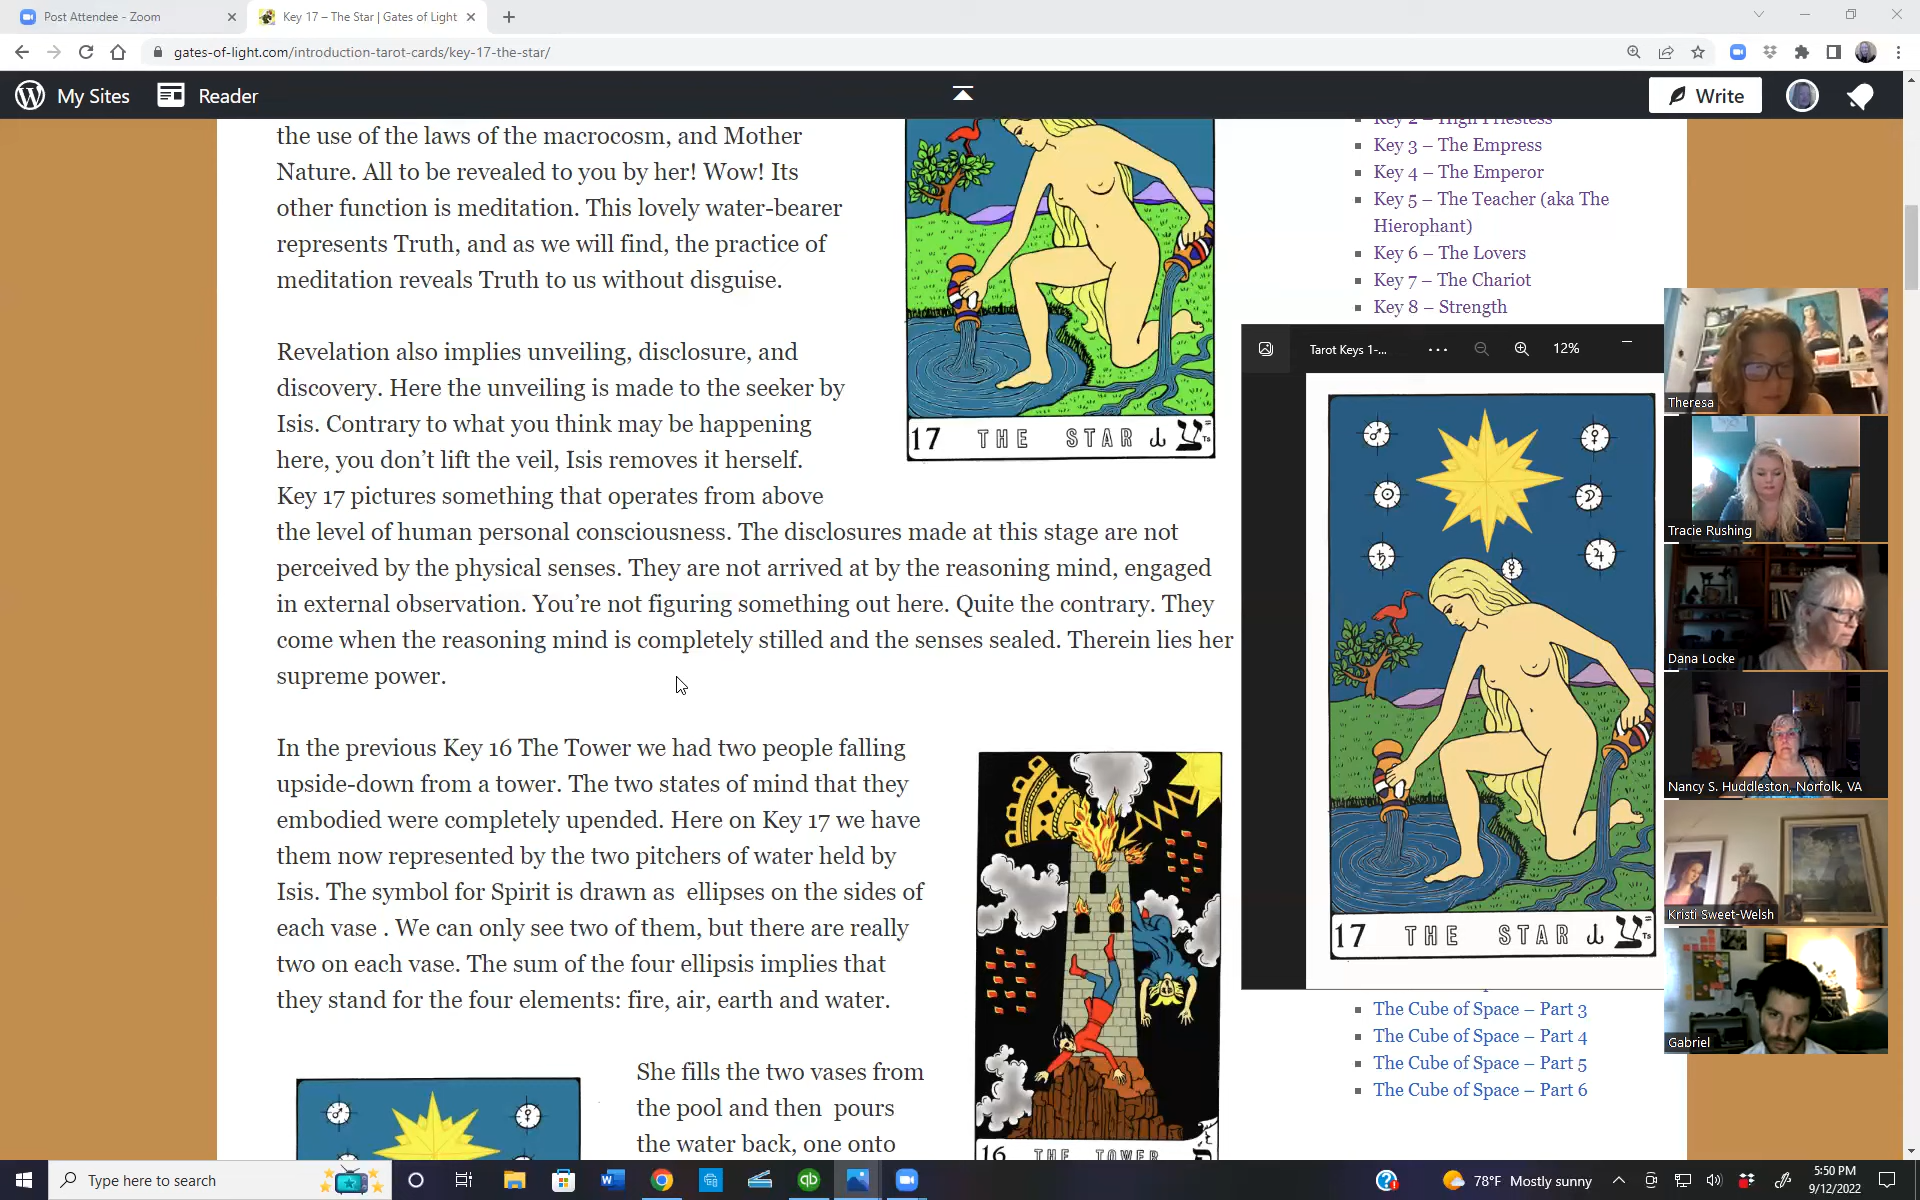 Post Attendee - Zoom
Key 17 – The Star | Gates of Light
gates-of-light.com/introduction-tarot-cards/key-17-the-star/
My Sites
Reader
Write
the use of the laws of the macrocosm, and Mother
Nature. All to be revealed to you by her! Wow! Its
other function is meditation. This lovely water-bearer
represents Truth, and as we will find, the practice of
meditation reveals Truth to us without disguise.
Revelation also implies unveiling, disclosure, and
discovery. Here the unveiling is made to the seeker by
Isis. Contrary to what you think may be happening
here, you don't lift the veil, Isis removes it herself.
Key 17 pictures something that operates from above
the level of human personal consciousness. The disclosures made at this stage are not
perceived by the physical senses. They are not arrived at by the reasoning mind, engaged
in external observation. You're not figuring something out here. Quite the contrary. They
come when the reasoning mind is completely stilled and the senses sealed. Therein lies her
supreme power.
17 THE STAR צ
Ts
In the previous Key 16 The Tower we had two people falling
upside-down from a tower. The two states of mind that they
embodied were completely upended. Here on Key 17 we have
them now represented by the two pitchers of water held by
Isis. The symbol for Spirit is drawn as ellipses on the sides of
each vase . We can only see two of them, but there are really
two on each vase. The sum of the four ellipsis implies that
they stand for the four elements: fire, air, earth and water.
She fills the two vases from
the pool and then pours
the water back, one onto
16 THE TOWER
Key 2 – High Priestess
Key 3 – The Empress
Key 4 – The Emperor
Key 5 – The Teacher (aka The
Hierophant)
Key 6 – The Lovers
Key 7 – The Chariot
Key 8 – Strength
Tarot Keys 1-...
12%
17 THE STAR צ
Ts
The Cube of Space – Part 3
The Cube of Space – Part 4
The Cube of Space – Part 5
The Cube of Space – Part 6
Theresa
Tracie Rushing
Dana Locke
Nancy S. Huddleston, Norfolk, VA
Kristi Sweet-Welsh
Gabriel
Type here to search
78°F Mostly sunny
5:50 PM
9/12/2022